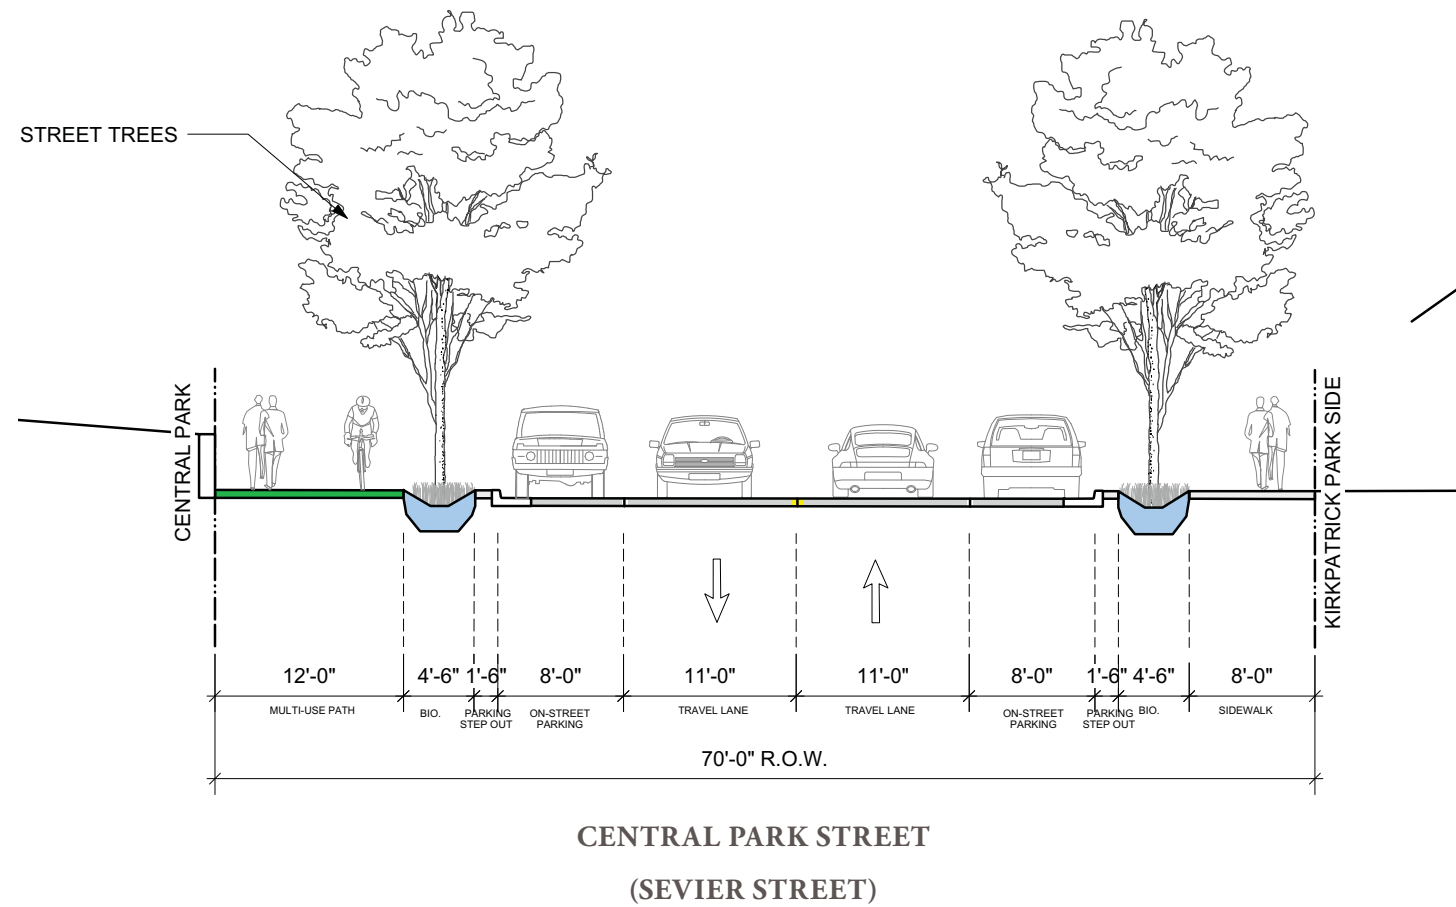 STREET TREES
CENTRAL PARK
KIRKPATRICK PARK SIDE
12'-0"
4'-6"
1'-6"
8'-0"
11'-0"
11'-0"
8'-0"
1'-6"
4'-6"
8'-0"
MULTI-USE PATH
BIO.
PARKING
STEP OUT
ON-STREET
PARKING
TRAVEL LANE
TRAVEL LANE
ON-STREET
PARKING
PARKING
STEP OUT
BIO.
SIDEWALK
70'-0" R.O.W.
CENTRAL PARK STREET
(SEVIER STREET)